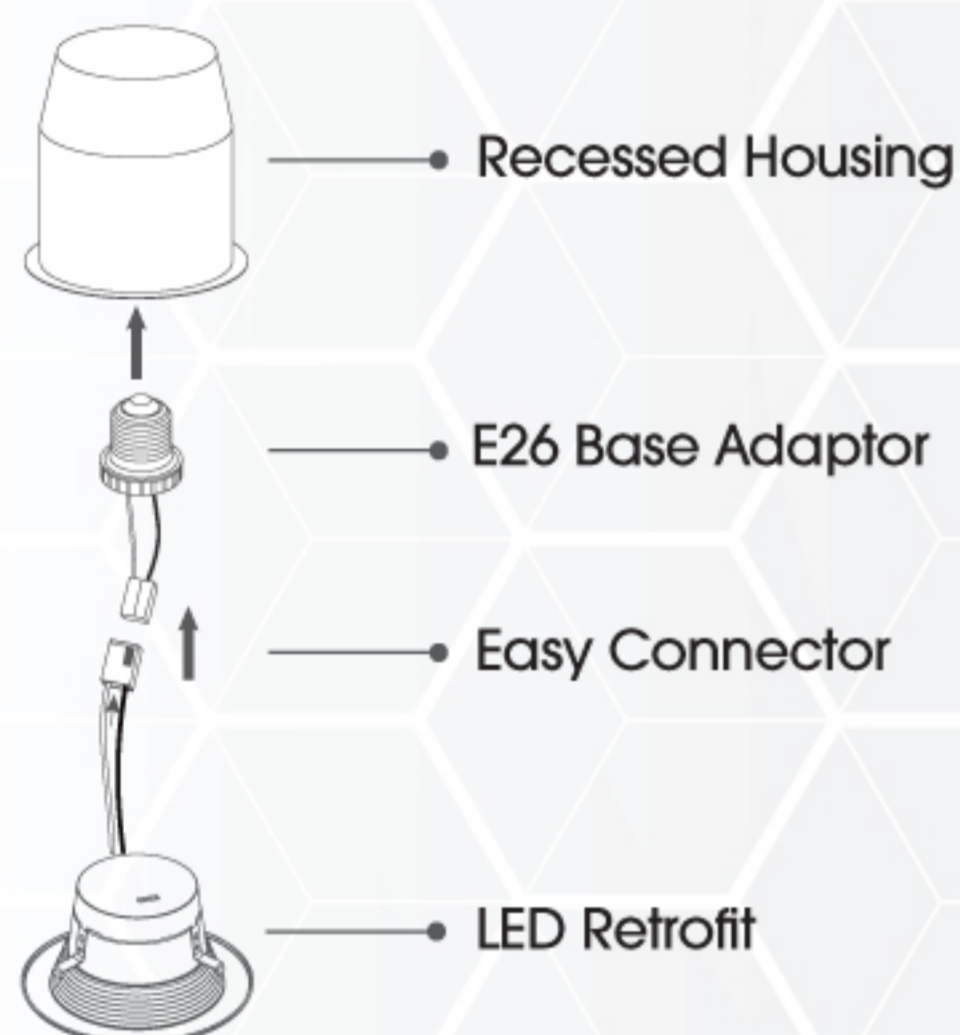 Recessed Housing
E26 Base Adaptor
Easy Connector
LED Retrofit